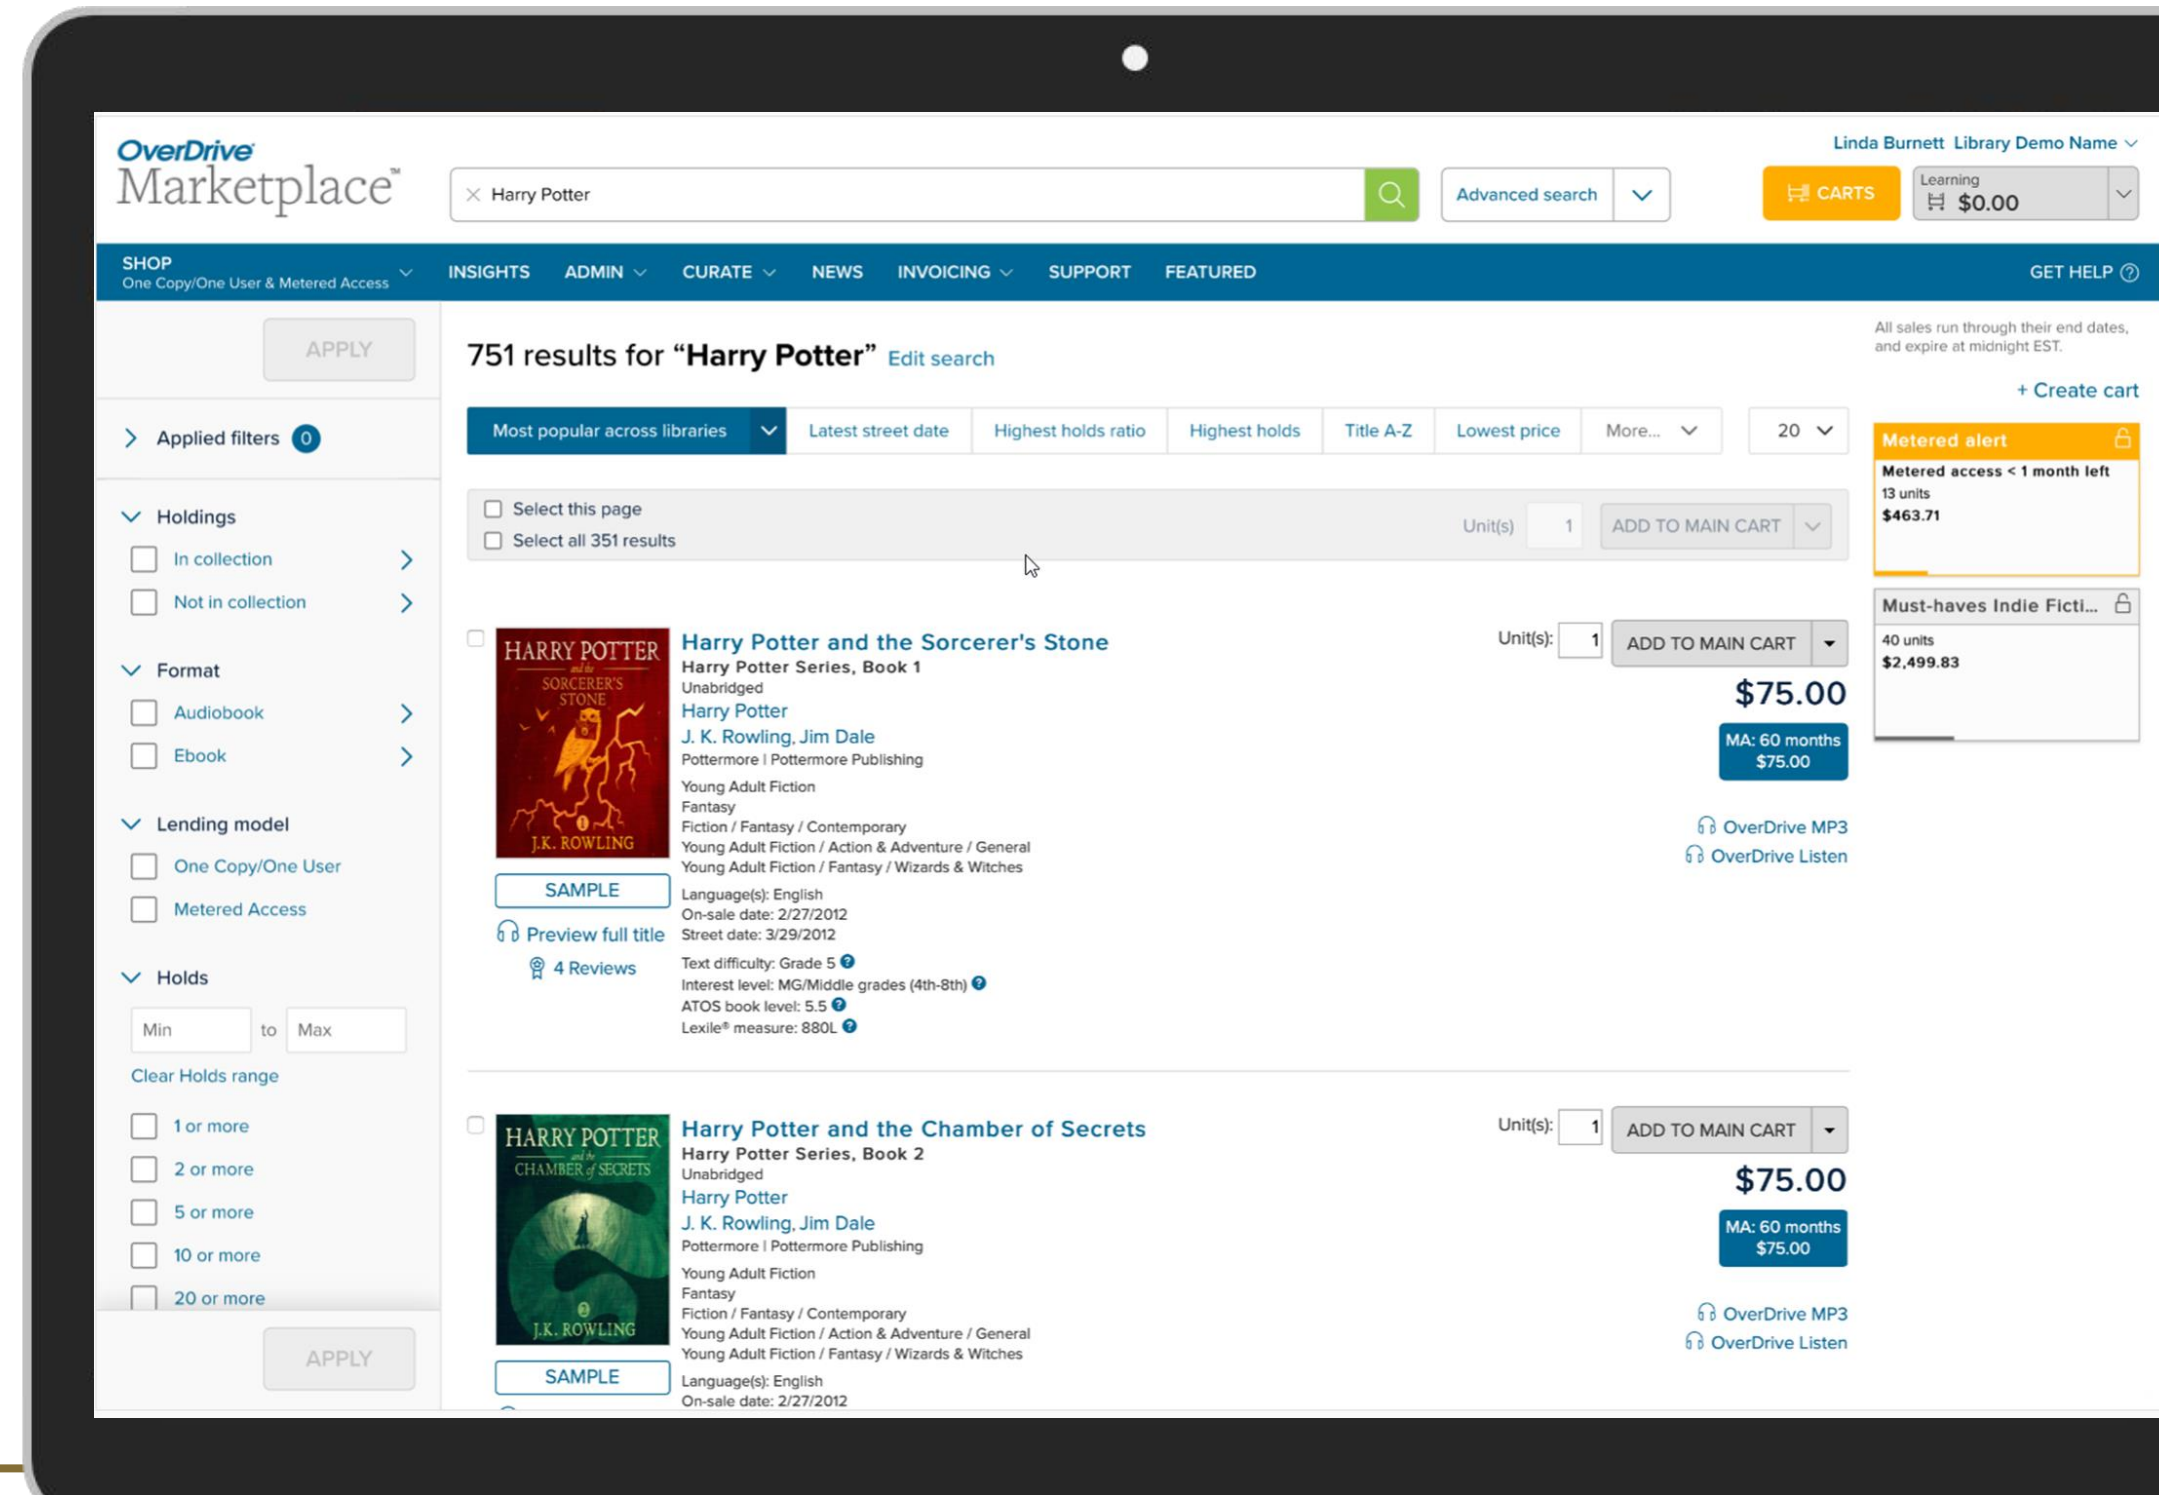 OverDrive
Marketplace™
Harry Potter
Advanced search
Linda Burnett Library Demo Name
CARTS
Learning
$0.00
SHOP
One Copy/One User & Metered Access
INSIGHTS
ADMIN
CURATE
NEWS
INVOICING
SUPPORT
FEATURED
GET HELP
APPLY
Applied filters 0
Holdings
In collection
Not in collection
Format
Audiobook
Ebook
Lending model
One Copy/One User
Metered Access
Holds
Min to Max
Clear Holds range
1 or more
2 or more
5 or more
10 or more
20 or more
APPLY
751 results for “Harry Potter” Edit search
Most popular across libraries
Latest street date
Highest holds ratio
Highest holds
Title A-Z
Lowest price
More...
20
Select this page
Select all 351 results
Unit(s) 1 ADD TO MAIN CART
HARRY POTTER
and the
SORCERER'S
STONE
1
J.K. ROWLING
SAMPLE
Preview full title
4 Reviews
Harry Potter and the Sorcerer's Stone
Harry Potter Series, Book 1
Unabridged
Harry Potter
J. K. Rowling, Jim Dale
Pottermore | Pottermore Publishing
Young Adult Fiction
Fantasy
Fiction / Fantasy / Contemporary
Young Adult Fiction / Action & Adventure / General
Young Adult Fiction / Fantasy / Wizards & Witches
Language(s): English
On-sale date: 2/27/2012
Street date: 3/29/2012
Text difficulty: Grade 5 ?
Interest level: MG/Middle grades (4th-8th) ?
ATOS book level: 5.5 ?
Lexile® measure: 880L ?
Unit(s): 1 ADD TO MAIN CART
$75.00
MA: 60 months
$75.00
OverDrive MP3
OverDrive Listen
HARRY POTTER
and the
CHAMBER of SECRETS
2
J.K. ROWLING
SAMPLE
Harry Potter and the Chamber of Secrets
Harry Potter Series, Book 2
Unabridged
Harry Potter
J. K. Rowling, Jim Dale
Pottermore | Pottermore Publishing
Young Adult Fiction
Fantasy
Fiction / Fantasy / Contemporary
Young Adult Fiction / Action & Adventure / General
Young Adult Fiction / Fantasy / Wizards & Witches
Language(s): English
On-sale date: 2/27/2012
Unit(s): 1 ADD TO MAIN CART
$75.00
MA: 60 months
$75.00
OverDrive MP3
OverDrive Listen
All sales run through their end dates,
and expire at midnight EST.
+ Create cart
Metered alert
Metered access < 1 month left
13 units
$463.71
Must-haves Indie Ficti...
40 units
$2,499.83